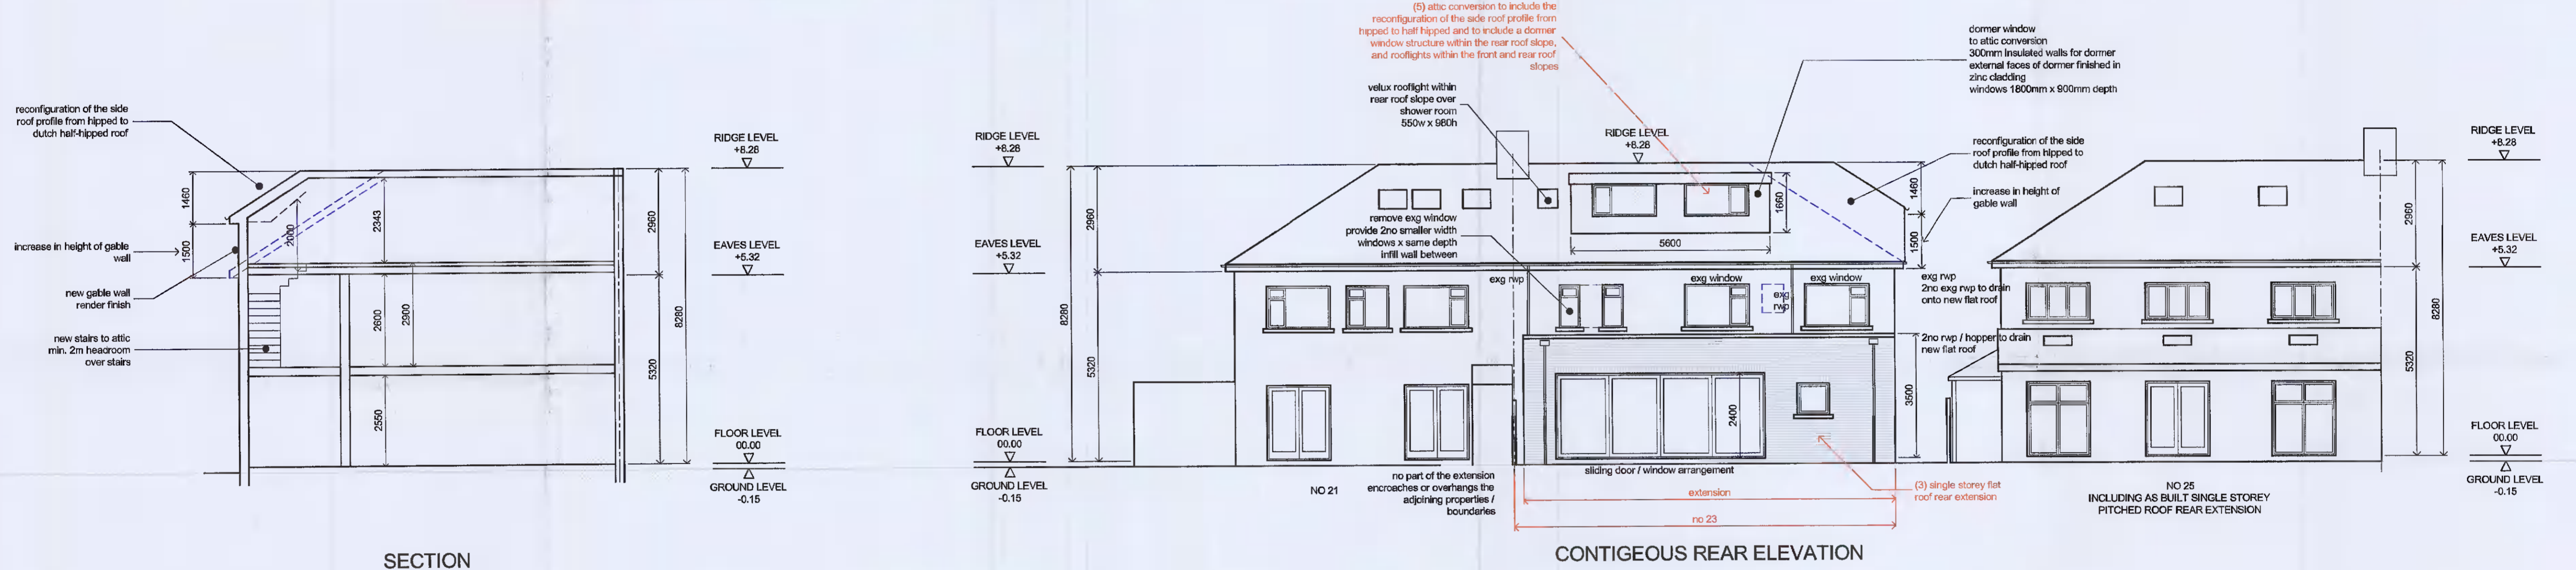 reconfiguration of the side
roof profile from hipped to
dutch half-hipped roof
increase in height of gable
wall
new gable wall
render finish
new stairs to attic
min. 2m headroom
over stairs
1460
1500
2000
2343
2600
2900
2550
2960
5320
8280
RIDGE LEVEL
+8.28
EAVES LEVEL
+5.32
FLOOR LEVEL
00.00
GROUND LEVEL
-0.15
SECTION
RIDGE LEVEL
+8.28
EAVES LEVEL
+5.32
FLOOR LEVEL
00.00
GROUND LEVEL
-0.15
8280
2960
5320
(5) attic conversion to include the
reconfiguration of the side roof profile from
hipped to half hipped and to include a dormer
window structure within the rear roof slope,
and rooflights within the front and rear roof
slopes
velux rooflight within
rear roof slope over
shower room
550w x 980h
RIDGE LEVEL
+8.28
dormer window
to attic conversion
300mm insulated walls for dormer
external faces of dormer finished in
zinc cladding
windows 1800mm x 900mm depth
reconfiguration of the side
roof profile from hipped to
dutch half-hipped roof
increase in height of
gable wall
remove exg window
provide 2no smaller width
windows x same depth
infill wall between
1660
5600
1460
1500
exg rwp
exg window
exg
rwp
exg window
exg rwp
2no exg rwp to drain
onto new flat roof
2no rwp / hopper to drain
new flat roof
2400
3500
sliding door / window arrangement
NO 21
no part of the extension
encroaches or overhangs the
adjoining properties /
boundaries
extension
no 23
(3) single storey flat
roof rear extension
CONTIGEOUS REAR ELEVATION
NO 25
INCLUDING AS BUILT SINGLE STOREY
PITCHED ROOF REAR EXTENSION
2960
5320
8280
RIDGE LEVEL
+8.28
EAVES LEVEL
+5.32
FLOOR LEVEL
00.00
GROUND LEVEL
-0.15